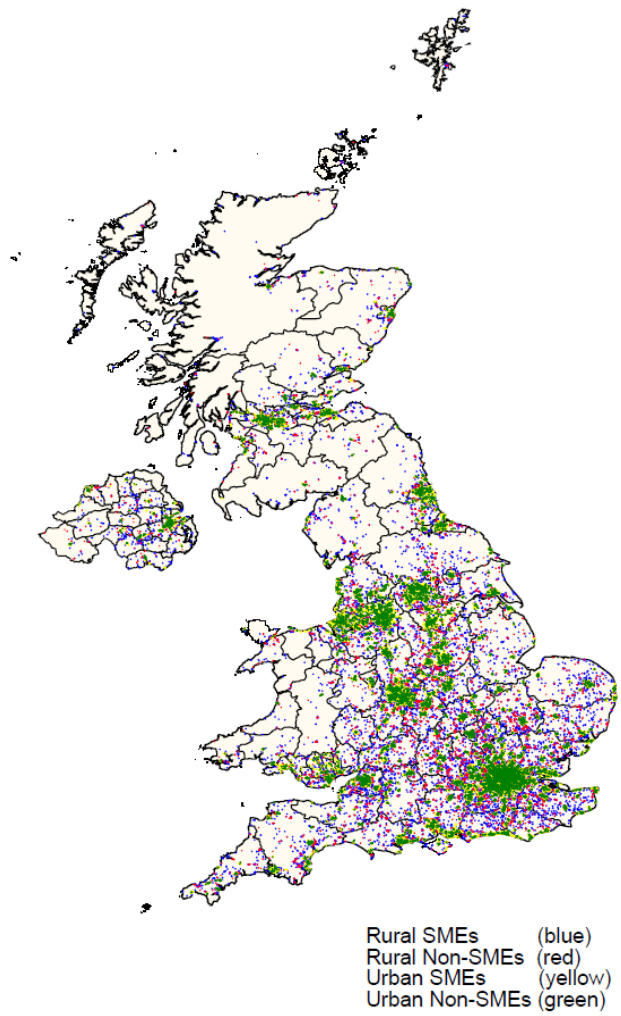 Rural SMEs (blue)
Rural Non-SMEs (red)
Urban SMEs (yellow)
Urban Non-SMEs (green)